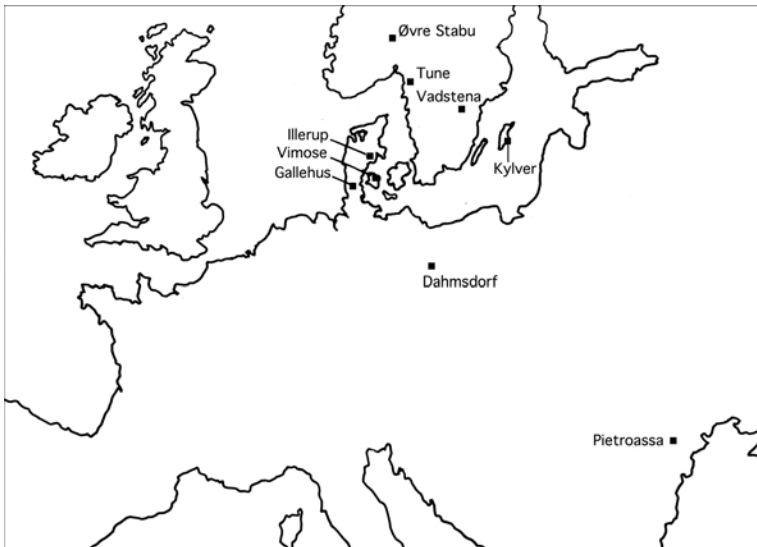 Øvre Stabu
Tune
Vadstena
Illerup
Vimose
Gallehus
Kylver
Dahmsdorf
Pietroassa